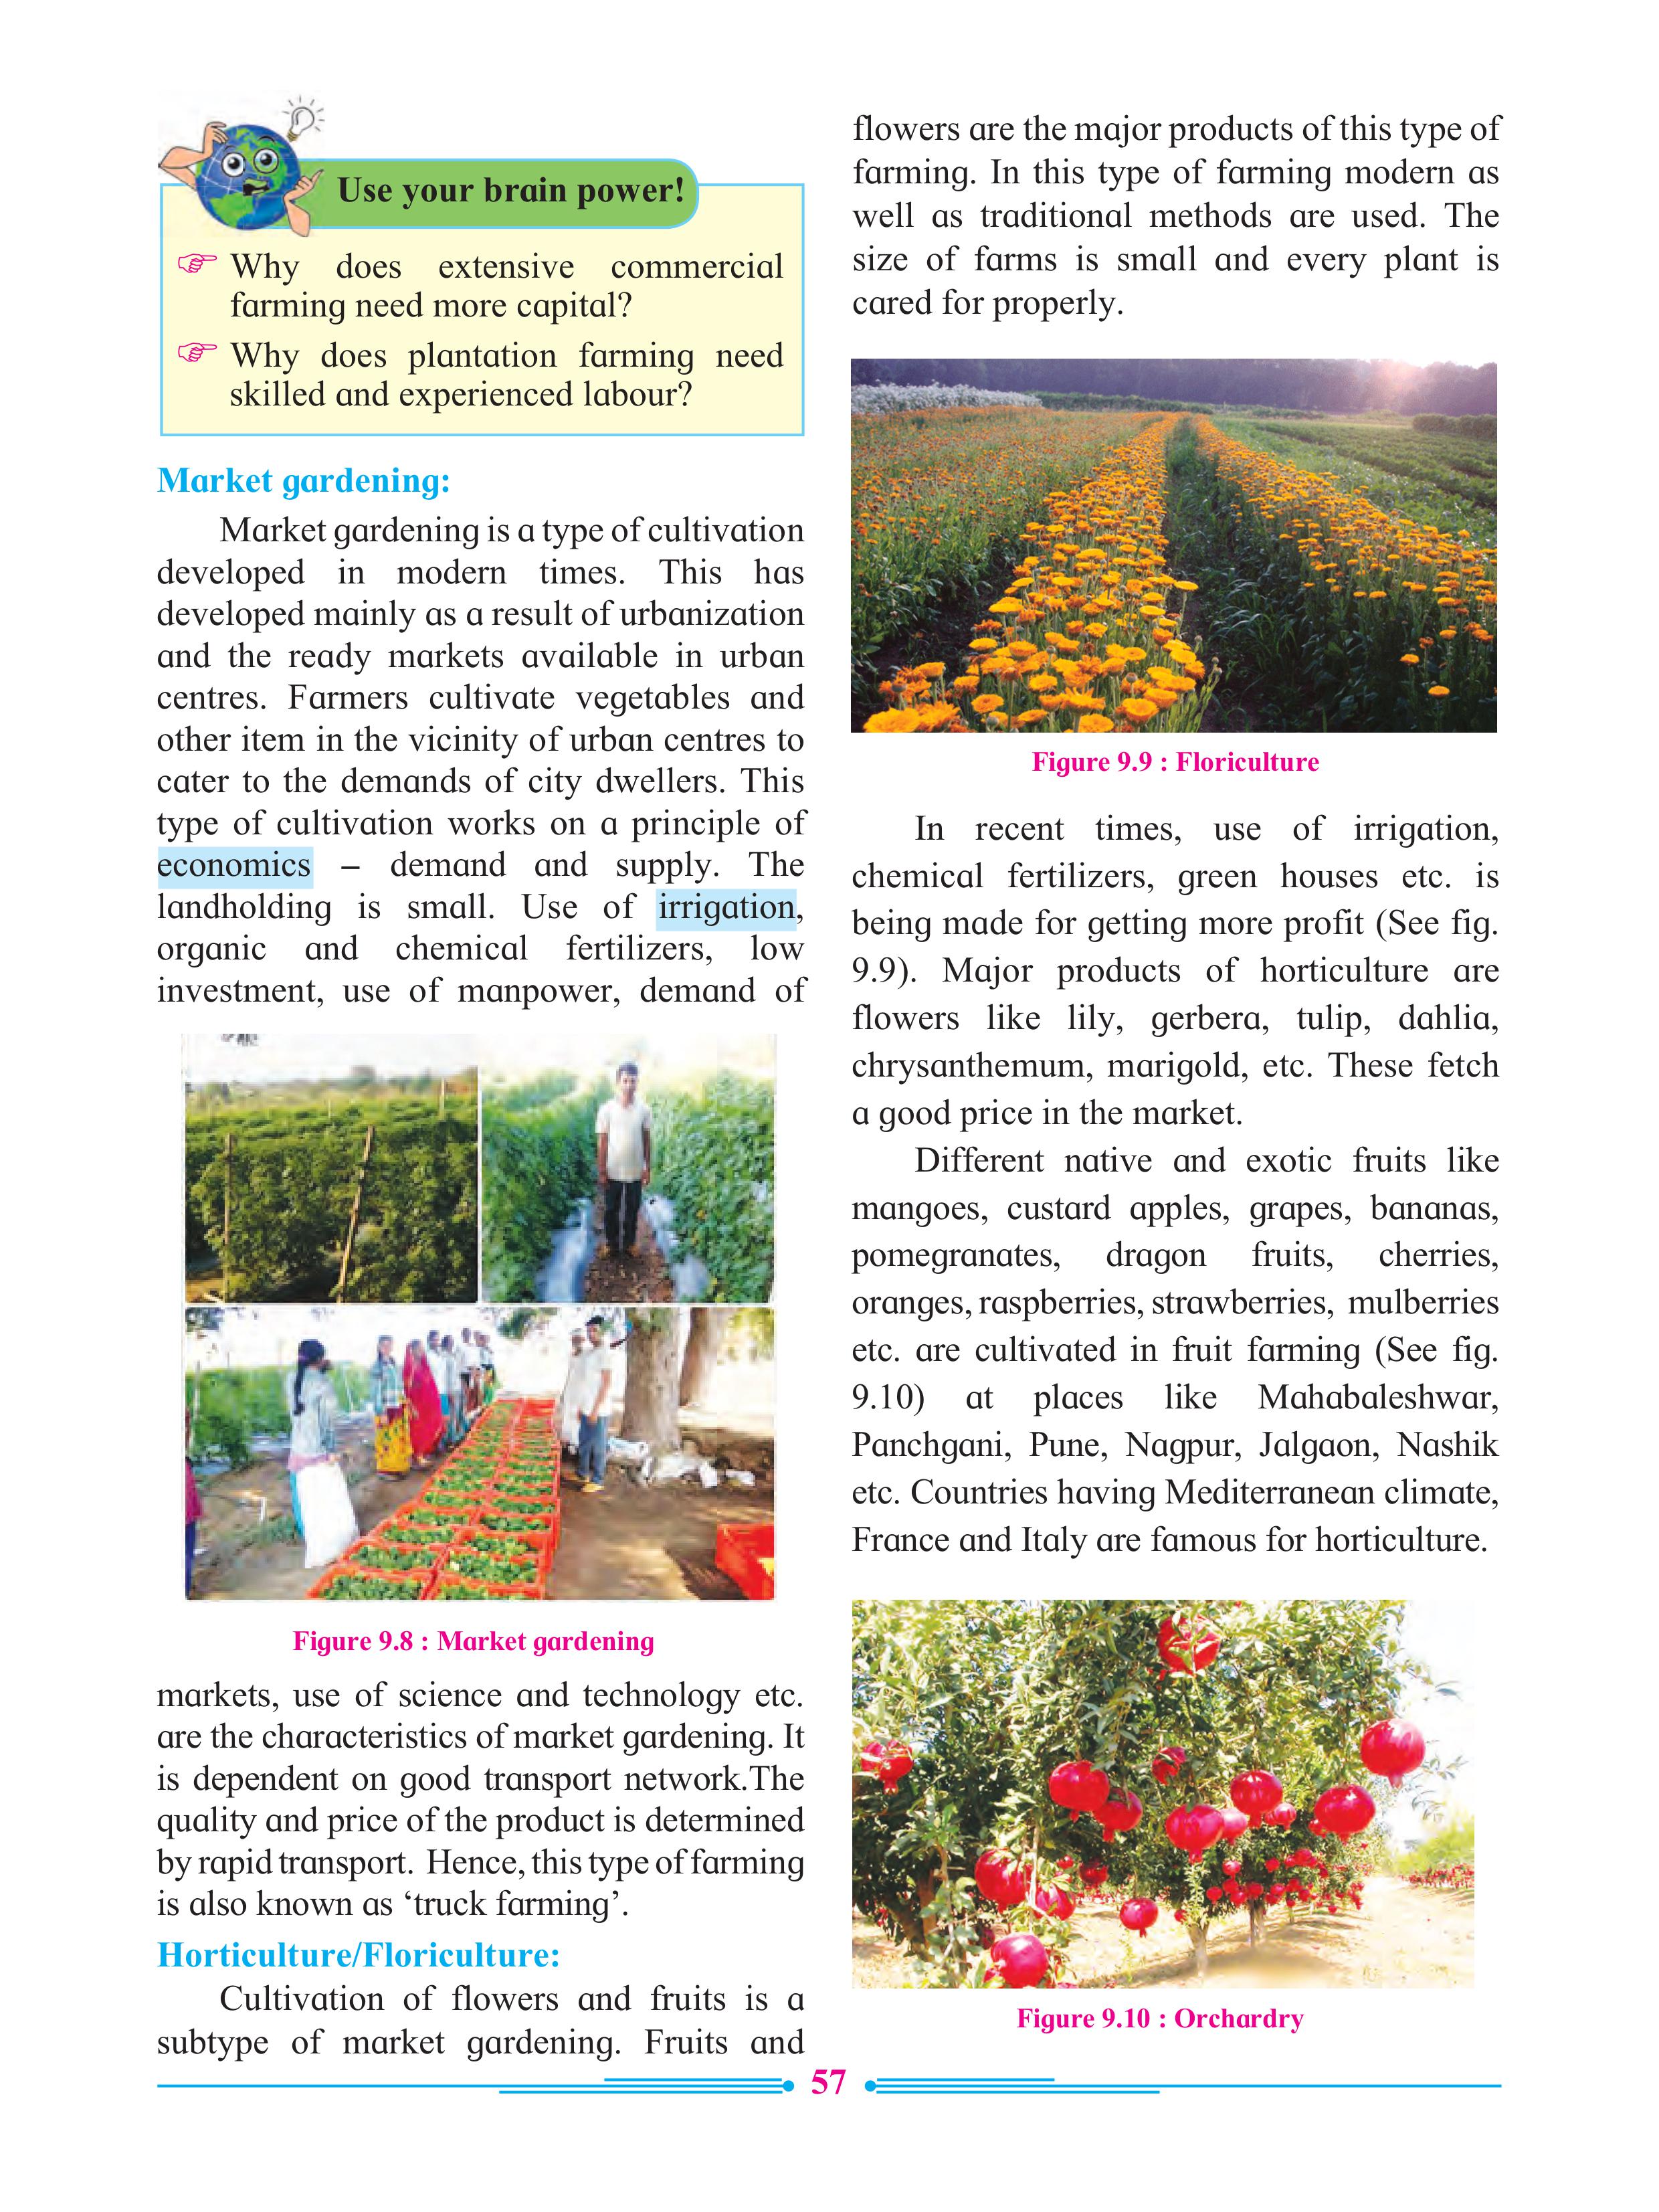 Use your brain power!
Why does extensive commercial
farming need more capital?
Why does plantation farming need
skilled and experienced labour?
Market gardening:
Market gardening is a type of cultivation
developed in modern times. This has
developed mainly as a result of urbanization
and the ready markets available in urban
centres. Farmers cultivate vegetables and
other item in the vicinity of urban centres to
cater to the demands of city dwellers. This
type of cultivation works on a principle of
economics – demand and supply. The
landholding is small. Use of irrigation,
organic and chemical fertilizers, low
investment, use of manpower, demand of
Figure 9.8 : Market gardening
markets, use of science and technology etc.
are the characteristics of market gardening. It
is dependent on good transport network.The
quality and price of the product is determined
by rapid transport. Hence, this type of farming
is also known as ‘truck farming’.
Horticulture/Floriculture:
Cultivation of flowers and fruits is a
subtype of market gardening. Fruits and
flowers are the major products of this type of
farming. In this type of farming modern as
well as traditional methods are used. The
size of farms is small and every plant is
cared for properly.
Figure 9.9 : Floriculture
In recent times, use of irrigation,
chemical fertilizers, green houses etc. is
being made for getting more profit (See fig.
9.9). Major products of horticulture are
flowers like lily, gerbera, tulip, dahlia,
chrysanthemum, marigold, etc. These fetch
a good price in the market.
Different native and exotic fruits like
mangoes, custard apples, grapes, bananas,
pomegranates, dragon fruits, cherries,
oranges, raspberries, strawberries, mulberries
etc. are cultivated in fruit farming (See fig.
9.10) at places like Mahabaleshwar,
Panchgani, Pune, Nagpur, Jalgaon, Nashik
etc. Countries having Mediterranean climate,
France and Italy are famous for horticulture.
Figure 9.10 : Orchardry
57